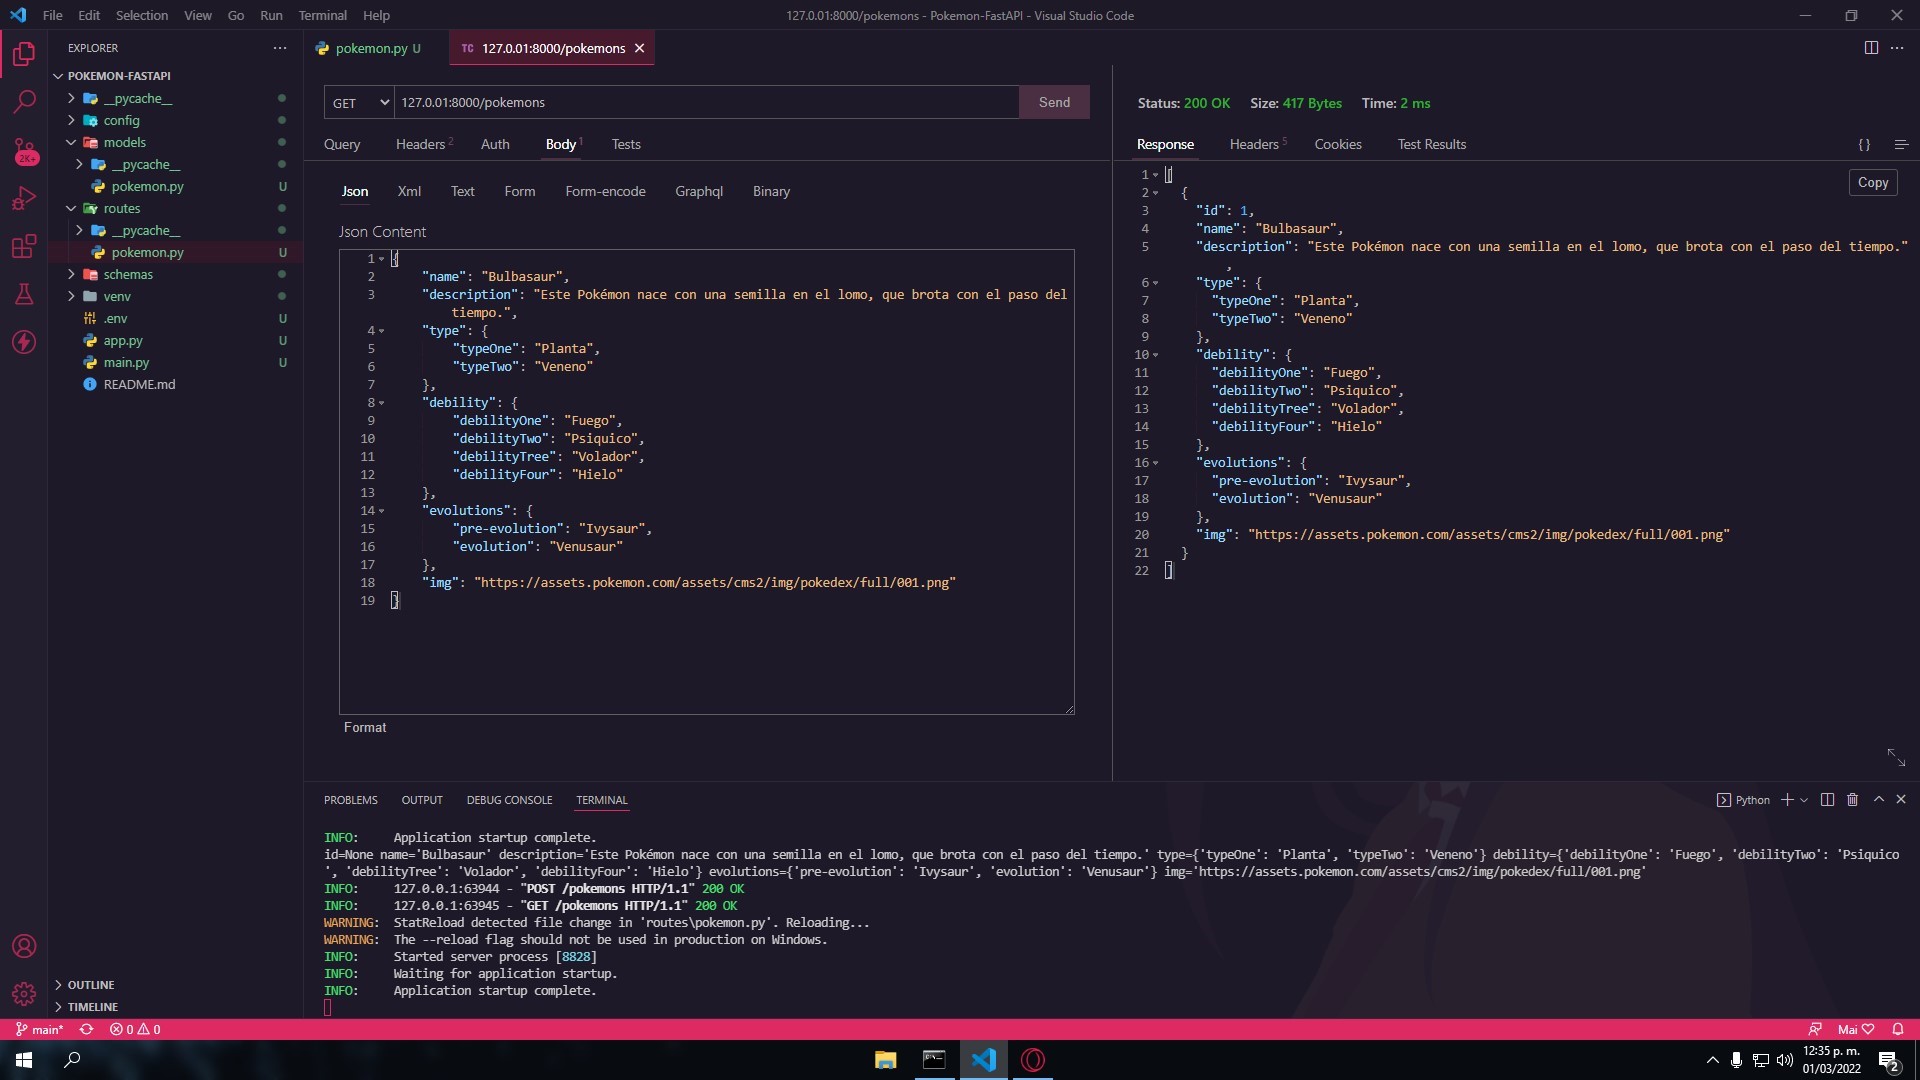 File Edit Selection View Go Run Terminal Help
127.0.01:8000/pokemons - Pokemon-FastAPI - Visual Studio Code
EXPLORER
POKEMON-FASTAPI
__pycache__
config
models
__pycache__
pokemon.py U
routes
__pycache__
pokemon.py U
schemas
venv
.env U
app.py U
main.py U
README.md
OUTLINE
TIMELINE
2K+
pokemon.py U
TC 127.0.01:8000/pokemons
GET 127.0.01:8000/pokemons Send
Query Headers 2 Auth Body 1 Tests
Json Xml Text Form Form-encode Graphql Binary
Json Content
1 {
2 "name": "Bulbasaur",
3 "description": "Este Pokémon nace con una semilla en el lomo, que brota con el paso del
tiempo.",
4 "type": {
5 "typeOne": "Planta",
6 "typeTwo": "Veneno"
7 },
8 "debility": {
9 "debilityOne": "Fuego",
10 "debilityTwo": "Psiquico",
11 "debilityTree": "Volador",
12 "debilityFour": "Hielo"
13 },
14 "evolutions": {
15 "pre-evolution": "Ivysaur",
16 "evolution": "Venusaur"
17 },
18 "img": "https://assets.pokemon.com/assets/cms2/img/pokedex/full/001.png"
19 }
Format
Status: 200 OK Size: 417 Bytes Time: 2 ms
Response Headers 5 Cookies Test Results { }
Copy
1 [
2 {
3 "id": 1,
4 "name": "Bulbasaur",
5 "description": "Este Pokémon nace con una semilla en el lomo, que brota con el paso del tiempo."
,
6 "type": {
7 "typeOne": "Planta",
8 "typeTwo": "Veneno"
9 },
10 "debility": {
11 "debilityOne": "Fuego",
12 "debilityTwo": "Psiquico",
13 "debilityTree": "Volador",
14 "debilityFour": "Hielo"
15 },
16 "evolutions": {
17 "pre-evolution": "Ivysaur",
18 "evolution": "Venusaur"
19 },
20 "img": "https://assets.pokemon.com/assets/cms2/img/pokedex/full/001.png"
21 }
22 ]
PROBLEMS OUTPUT DEBUG CONSOLE TERMINAL
Python
INFO: Application startup complete.
id=None name='Bulbasaur' description='Este Pokémon nace con una semilla en el lomo, que brota con el paso del tiempo.' type={'typeOne': 'Planta', 'typeTwo': 'Veneno'} debility={'debilityOne': 'Fuego', 'debilityTwo': 'Psiquico
', 'debilityTree': 'Volador', 'debilityFour': 'Hielo'} evolutions={'pre-evolution': 'Ivysaur', 'evolution': 'Venusaur'} img='https://assets.pokemon.com/assets/cms2/img/pokedex/full/001.png'
INFO: 127.0.0.1:63944 - "POST /pokemons HTTP/1.1" 200 OK
INFO: 127.0.0.1:63945 - "GET /pokemons HTTP/1.1" 200 OK
WARNING: StatReload detected file change in 'routes\pokemon.py'. Reloading...
WARNING: The --reload flag should not be used in production on Windows.
INFO: Started server process [8828]
INFO: Waiting for application startup.
INFO: Application startup complete.
main* 0 0
Mai
12:35 p. m.
01/03/2022
2